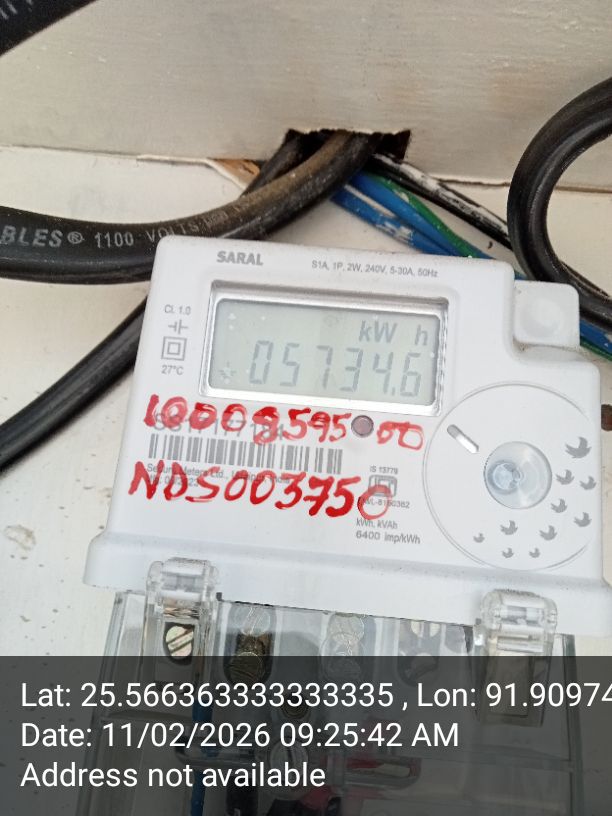 BLES® 1100 VOLTS
SARAL
S1A, 1P, 2W, 240V, 5-30A, 50Hz
CL 1.0
27°C
kW h
05734.6
10008595 00
IS 13779
NDS003750
kWh, kVAh
6400 imp/kWh
Lat: 25.566363333333335 , Lon: 91.90974
Date: 11/02/2026 09:25:42 AM
Address not available